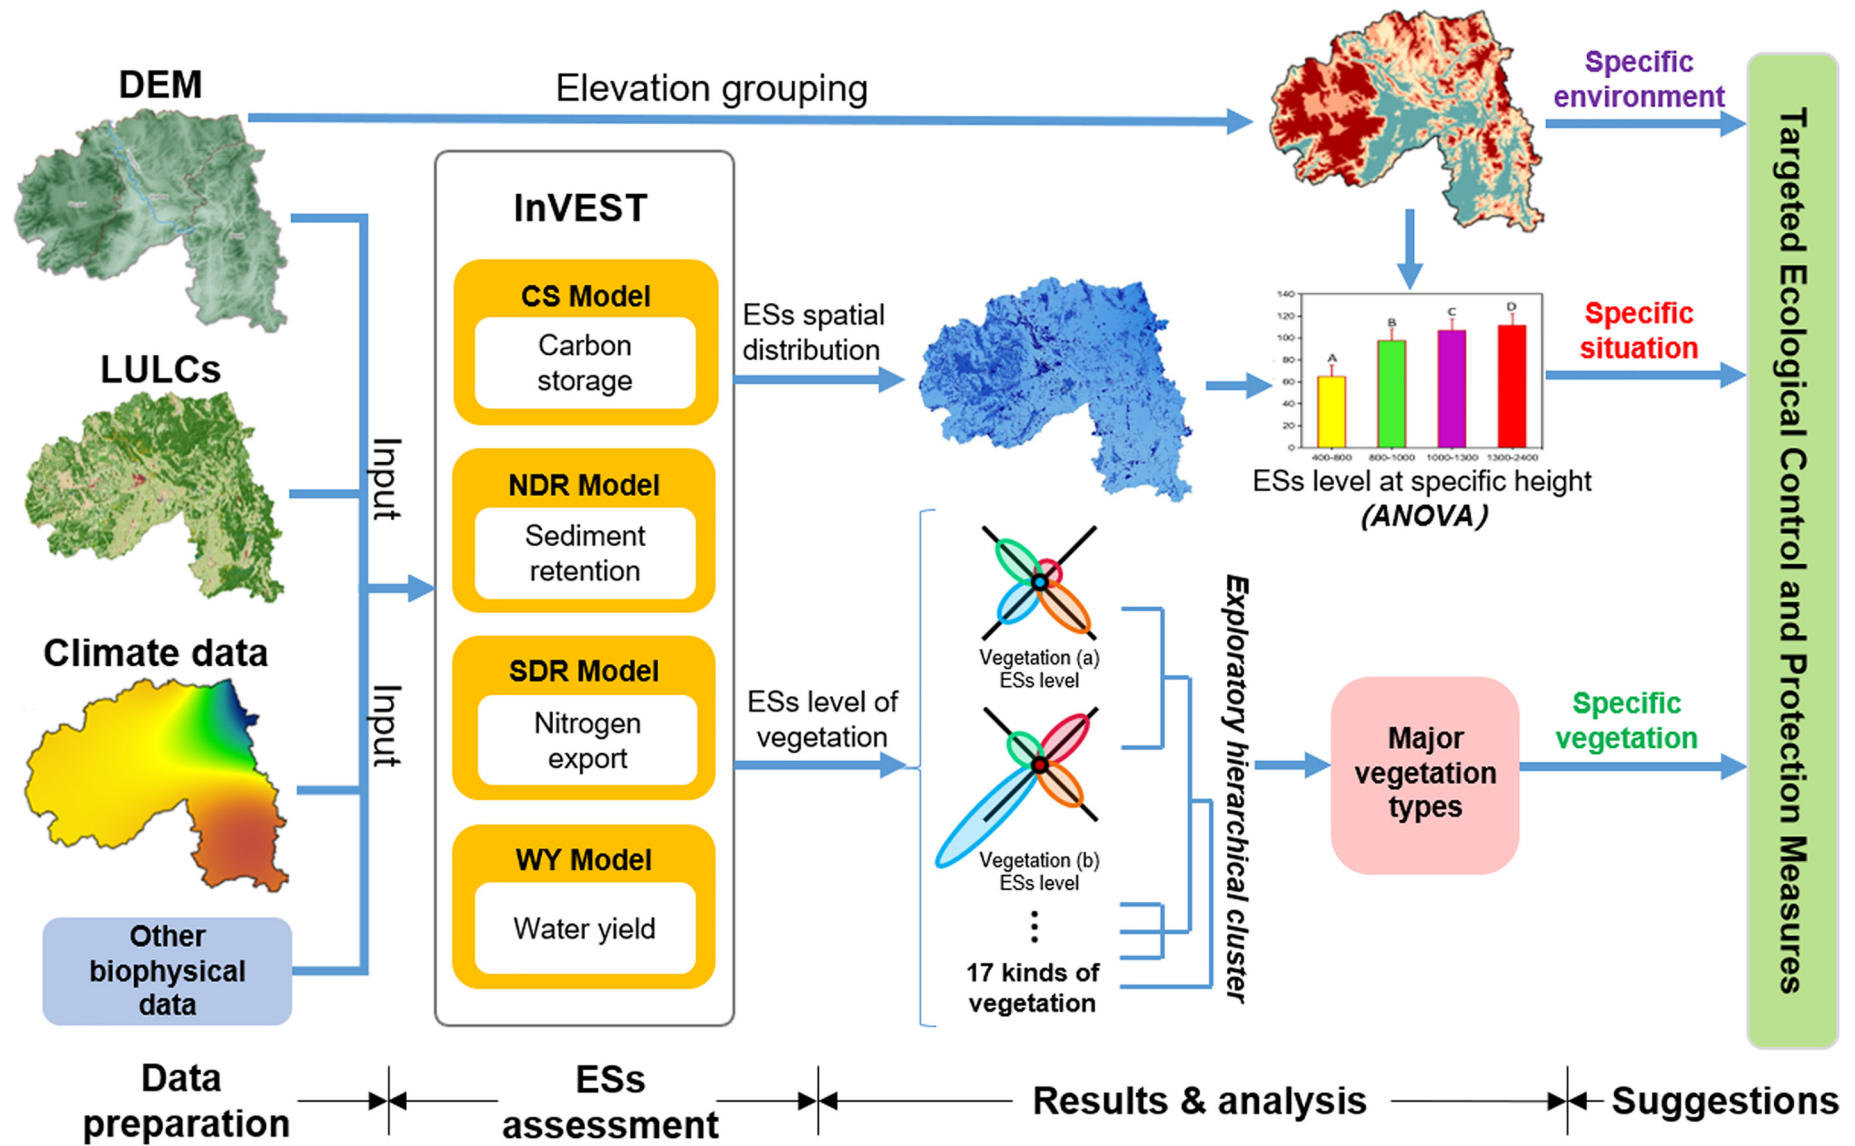 DEM
Elevation grouping
Specific
environment
InVEST
CS Model
Carbon
storage
NDR Model
Sediment
retention
SDR Model
Nitrogen
export
WY Model
Water yield
LULCs
Input
Climate data
Input
Other
biophysical
data
ESs spatial
distribution
140
120
100
80
60
40
20
0
A
B
C
D
400-800
800-1000
1000-1300
1300-2400
ESs level at specific height
(ANOVA)
Specific
situation
ESs level of
vegetation
Vegetation (a)
ESs level
Vegetation (b)
ESs level
17 kinds of
vegetation
Exploratory hierarchical cluster
Major
vegetation
types
Specific
vegetation
Targeted Ecological Control and Protection Measures
Data
preparation
ESs
assessment
Results & analysis
Suggestions